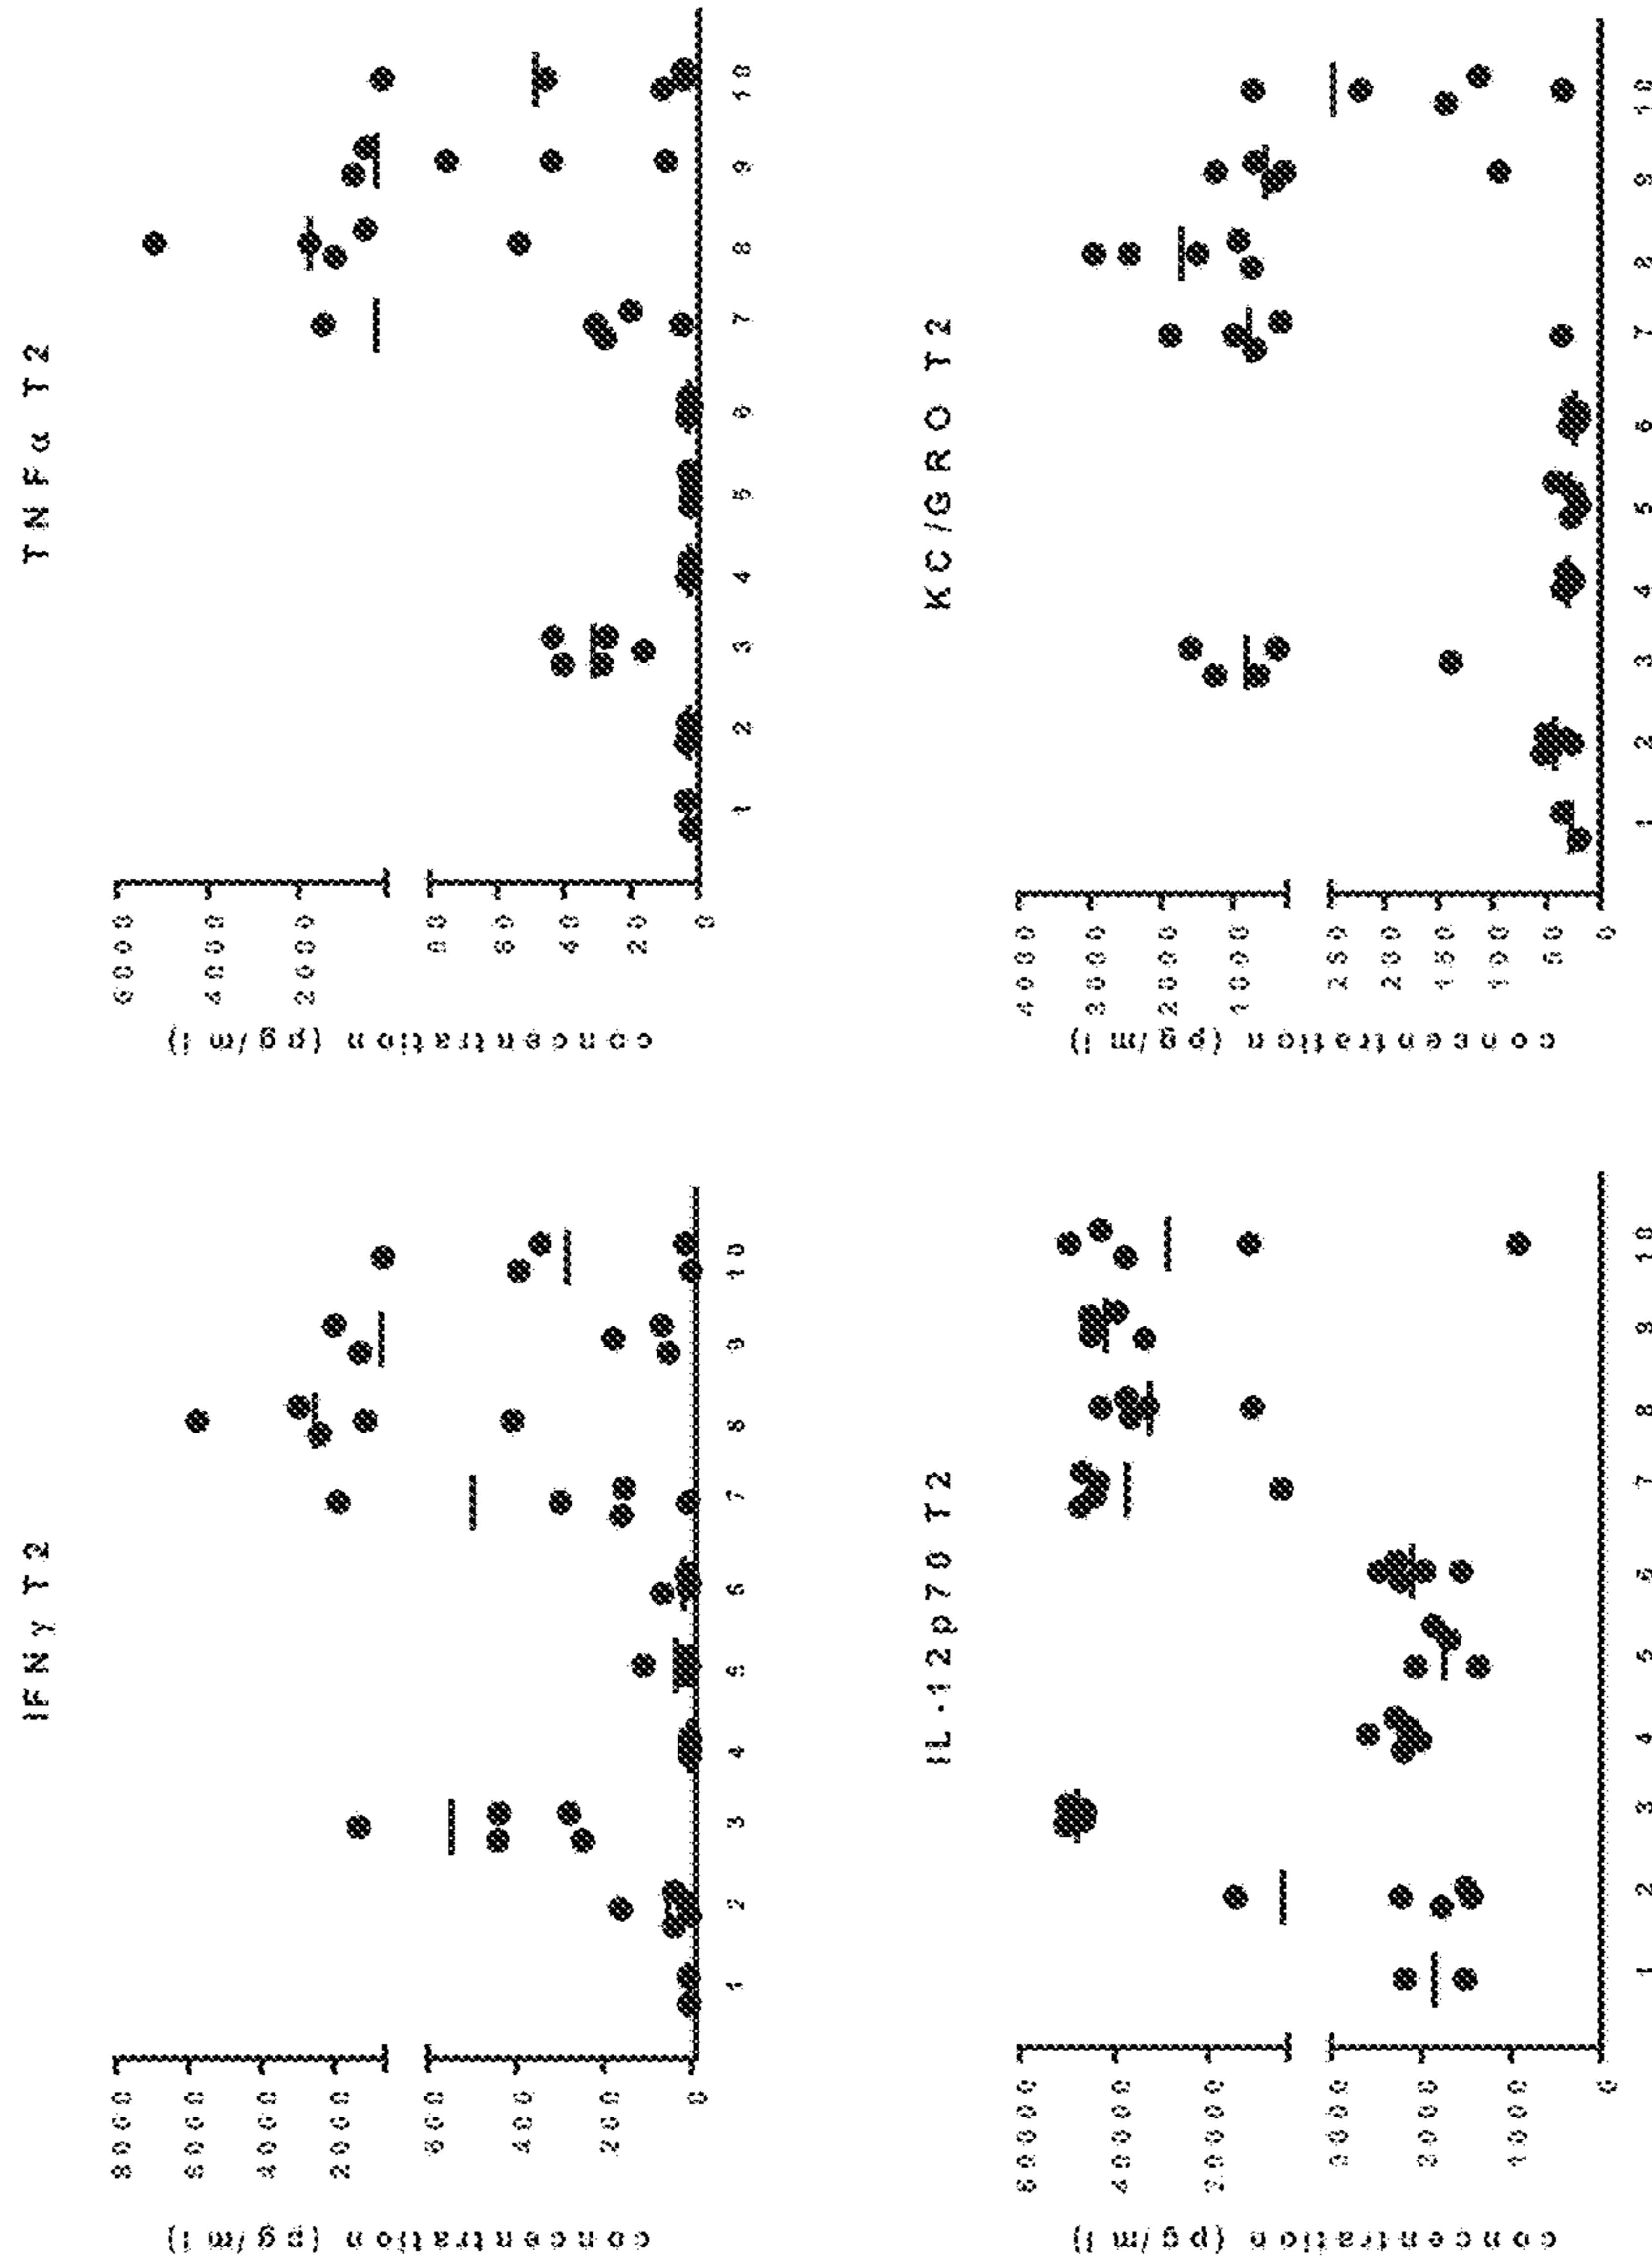 IFNγ T2
concentration (pg/ml)
8000
6000
4000
2000
600
400
200
0
1 2 3 4 5 6 7 8 9 10
TNFα T2
concentration (pg/ml)
6000
4000
2000
80
60
40
20
0
1 2 3 4 5 6 7 8 9 10
IL-12p70 T2
concentration (pg/ml)
60000
40000
20000
3000
2000
1000
0
1 2 3 4 5 6 7 8 9 10
KC/GRO T2
concentration (pg/ml)
4000
3000
2000
1000
250
200
150
100
50
0
1 2 3 4 5 6 7 8 9 10